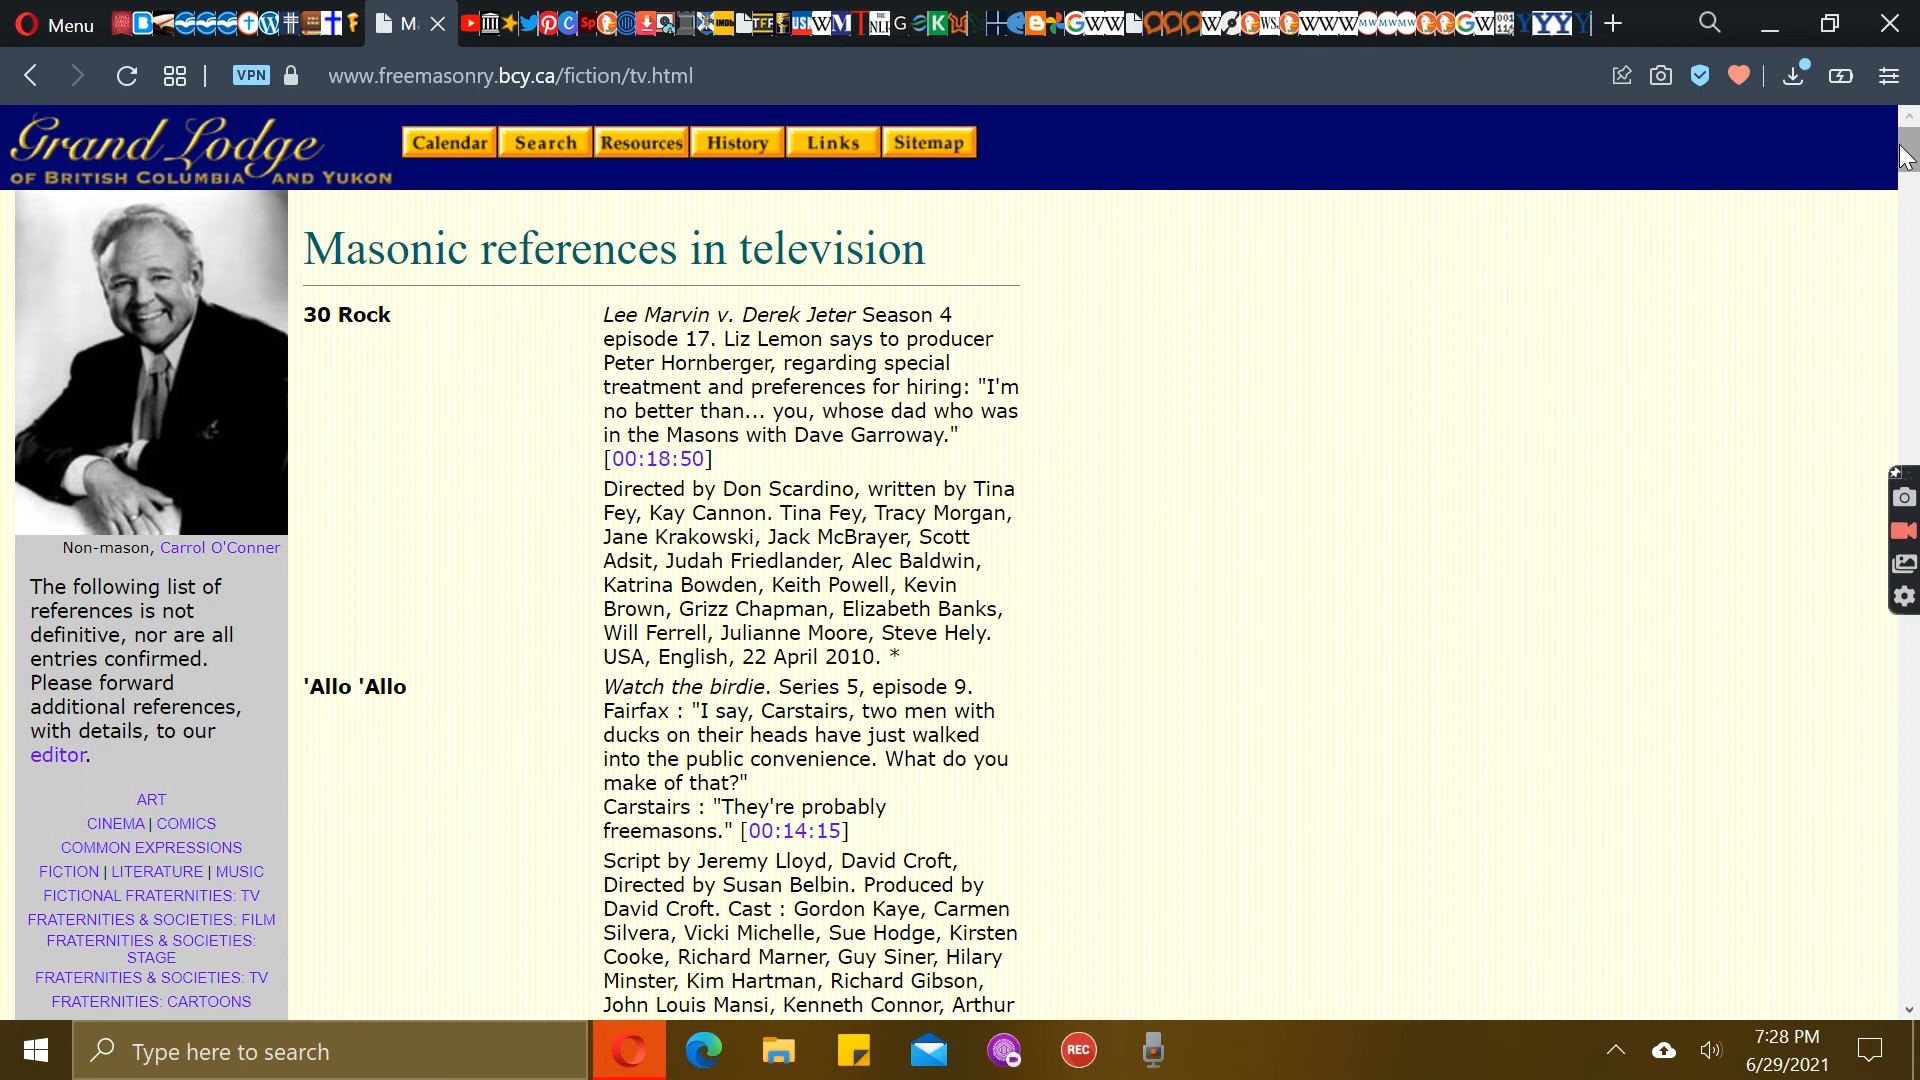 Menu
M
VPN
www.freemasonry.bcy.ca/fiction/tv.html
Grand Lodge
OF BRITISH COLUMBIA AND YUKON
Calendar
Search
Resources
History
Links
Sitemap
Non-mason, Carrol O'Conner
The following list of
references is not
definitive, nor are all
entries confirmed.
Please forward
additional references,
with details, to our
editor.
ART
CINEMA | COMICS
COMMON EXPRESSIONS
FICTION | LITERATURE | MUSIC
FICTIONAL FRATERNITIES: TV
FRATERNITIES & SOCIETIES: FILM
FRATERNITIES & SOCIETIES:
STAGE
FRATERNITIES & SOCIETIES: TV
FRATERNITIES: CARTOONS
Masonic references in television
30 Rock
Lee Marvin v. Derek Jeter Season 4
episode 17. Liz Lemon says to producer
Peter Hornberger, regarding special
treatment and preferences for hiring: "I'm
no better than... you, whose dad who was
in the Masons with Dave Garroway."
[00:18:50]
Directed by Don Scardino, written by Tina
Fey, Kay Cannon. Tina Fey, Tracy Morgan,
Jane Krakowski, Jack McBrayer, Scott
Adsit, Judah Friedlander, Alec Baldwin,
Katrina Bowden, Keith Powell, Kevin
Brown, Grizz Chapman, Elizabeth Banks,
Will Ferrell, Julianne Moore, Steve Hely.
USA, English, 22 April 2010. *
'Allo 'Allo
Watch the birdie. Series 5, episode 9.
Fairfax : "I say, Carstairs, two men with
ducks on their heads have just walked
into the public convenience. What do you
make of that?"
Carstairs : "They're probably
freemasons." [00:14:15]
Script by Jeremy Lloyd, David Croft,
Directed by Susan Belbin. Produced by
David Croft. Cast : Gordon Kaye, Carmen
Silvera, Vicki Michelle, Sue Hodge, Kirsten
Cooke, Richard Marner, Guy Siner, Hilary
Minster, Kim Hartman, Richard Gibson,
John Louis Mansi, Kenneth Connor, Arthur
Type here to search
REC
7:28 PM
6/29/2021